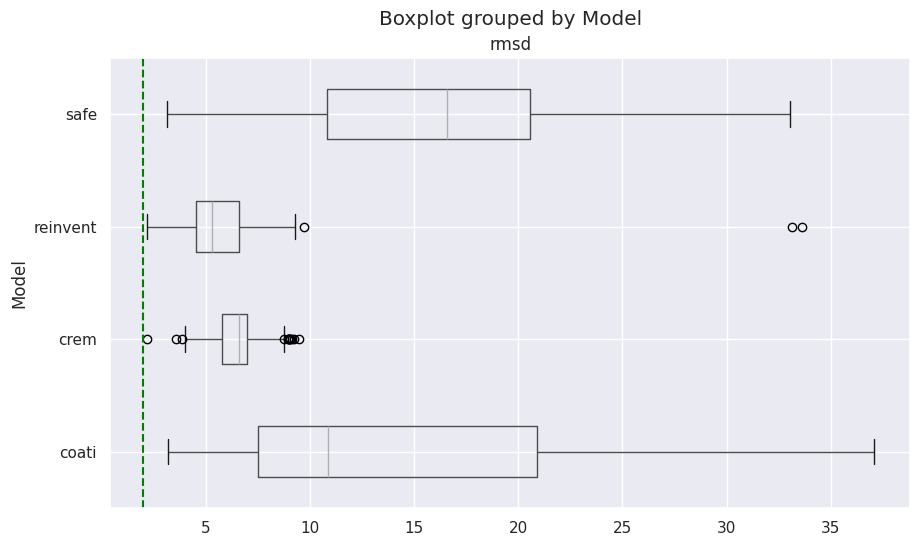 Boxplot grouped by Model
rmsd
safe
reinvent
crem
coati
Model
5 10 15 20 25 30 35